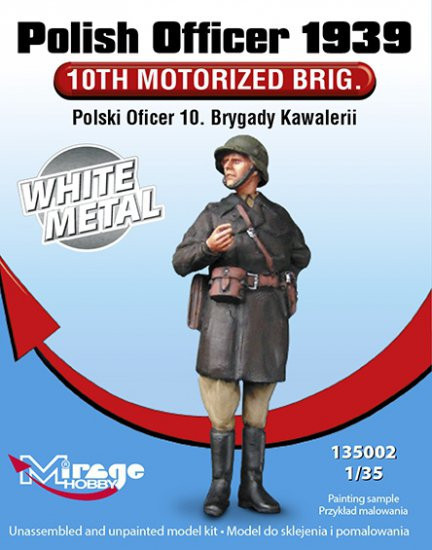 Polish Officer 1939
10TH MOTORIZED BRIG.
Polski Oficer 10. Brygady Kawalerii
WHITE
METAL
135002
1/35
Mirage
HOBBY
Painting sample
Przykład malowania
Unassembled and unpainted model kit • Model do sklejenia i pomalowania